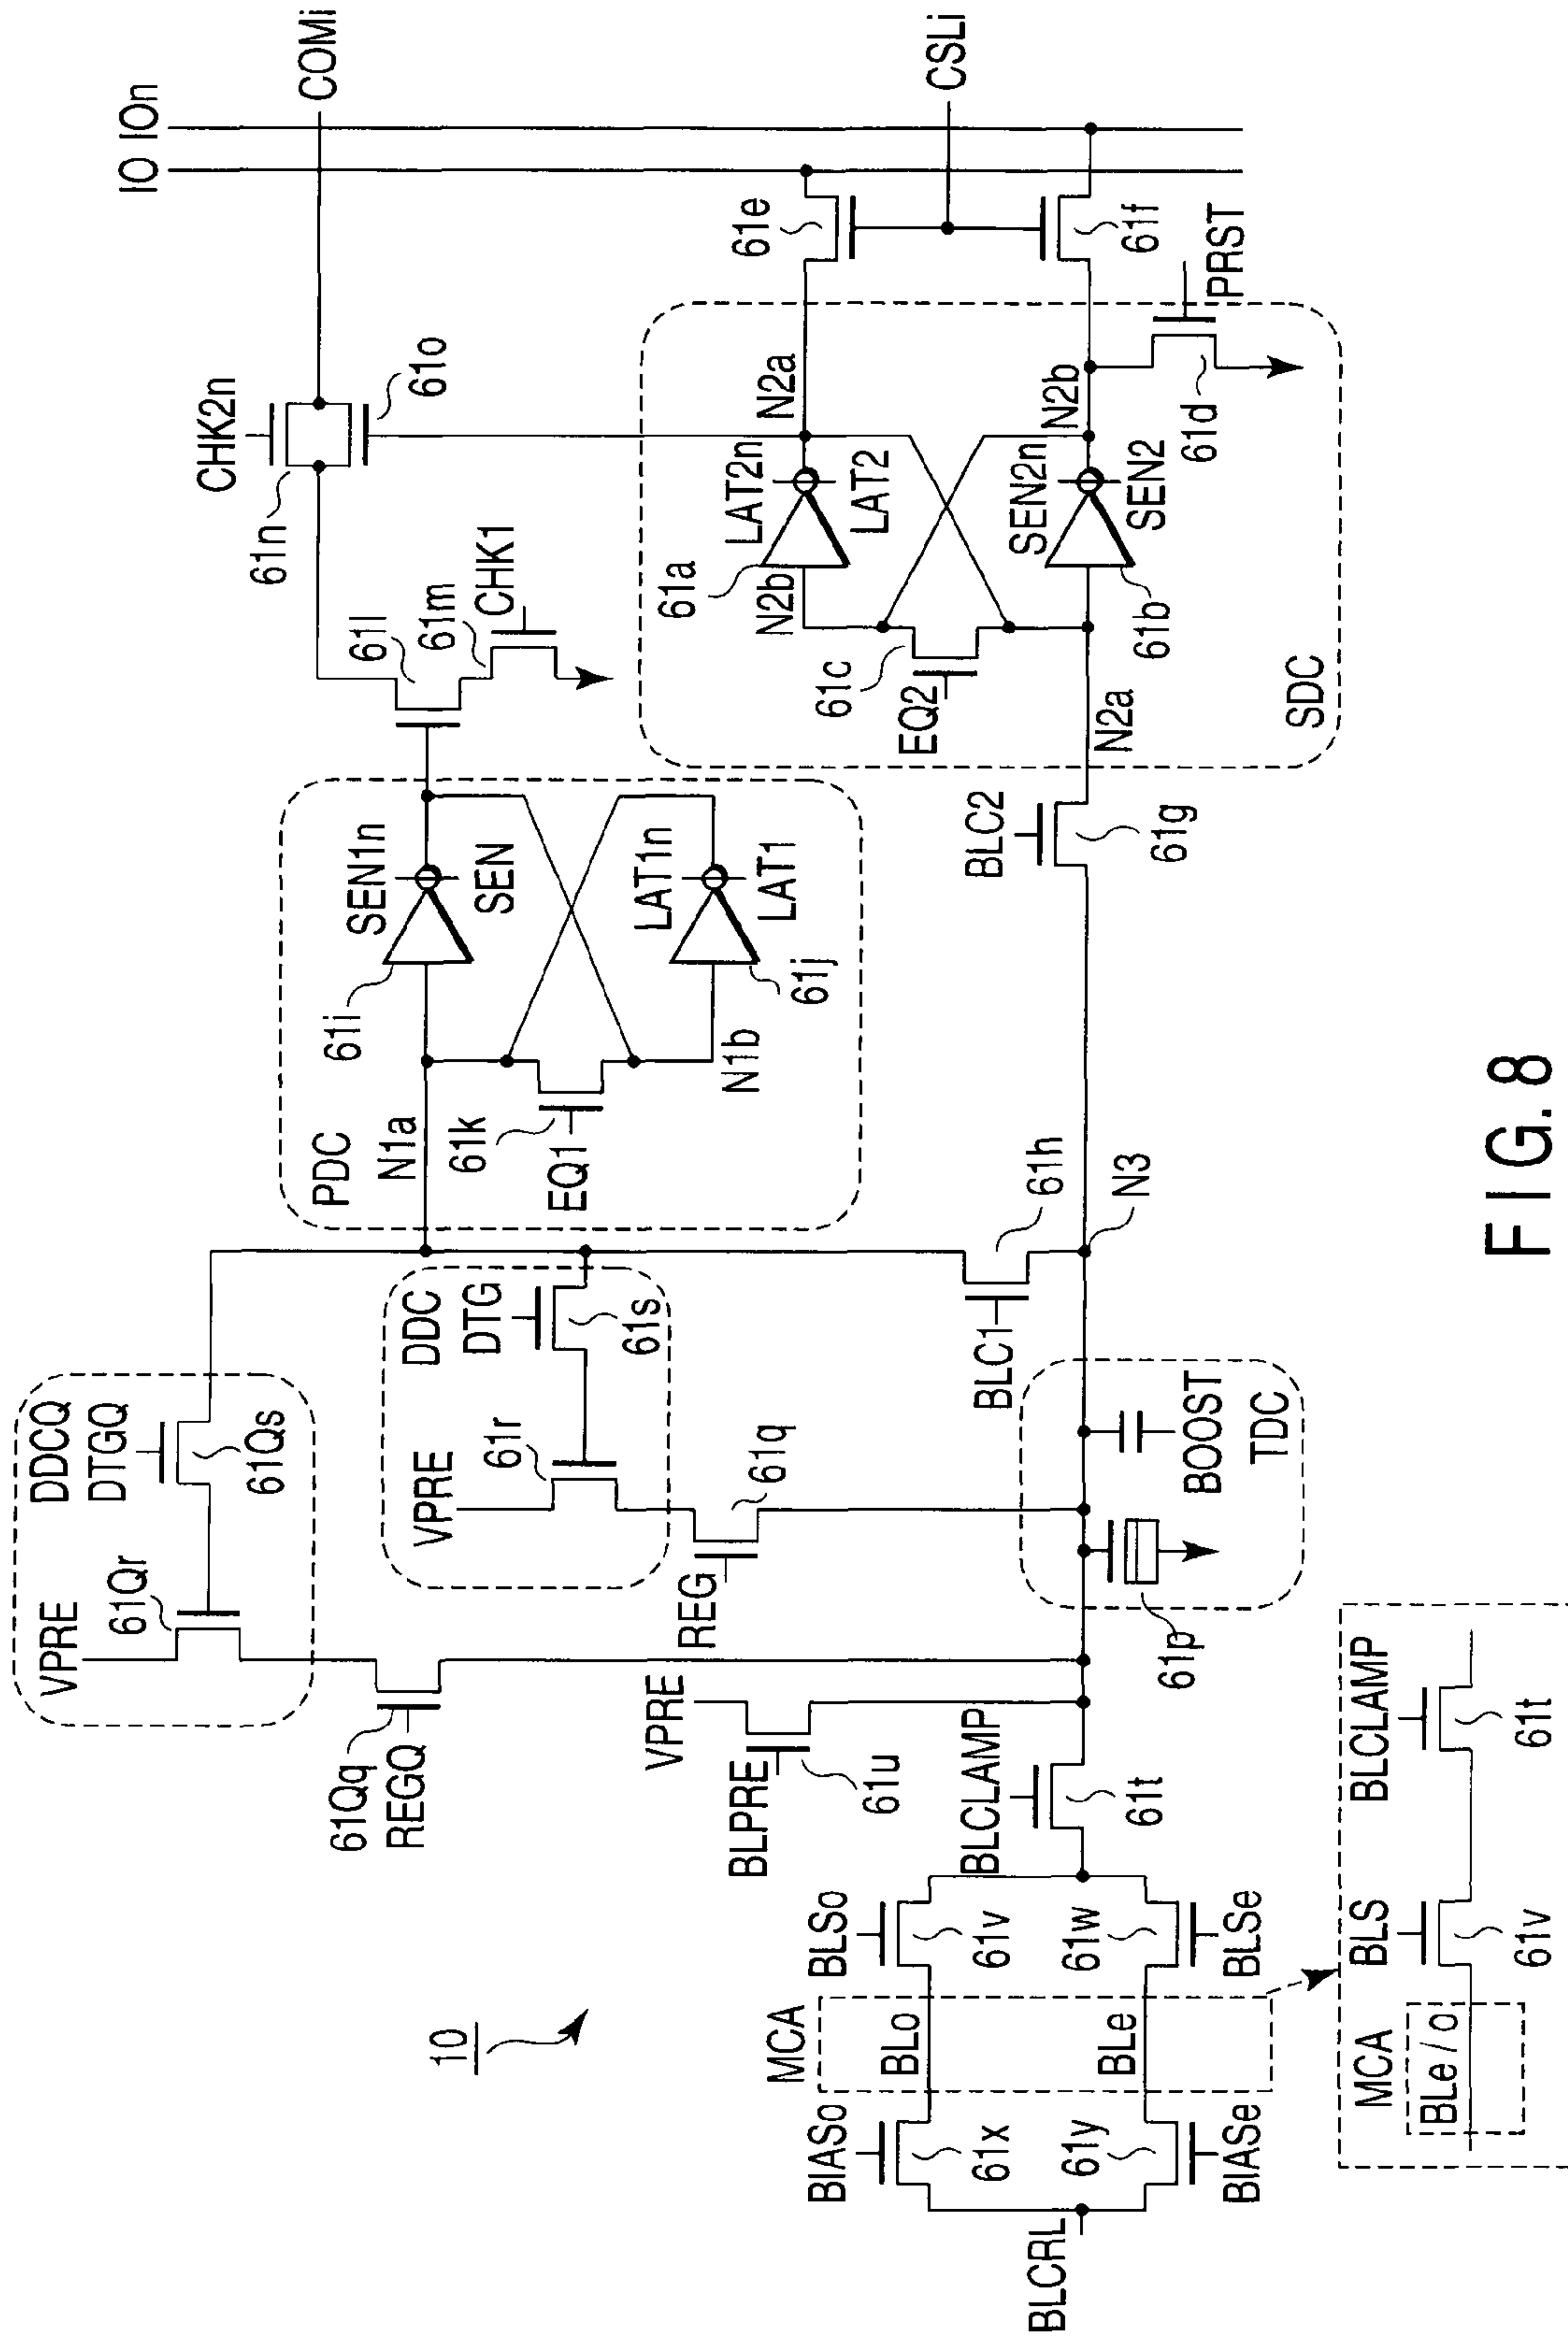 IO IOn
COMi
CHK2n
61n
61o
61l
61m
CHK1
CSLi
61e
61f
PRST
61d
N2a
N2b
LAT2n
LAT2
61a
N2b
SEN2n
SEN2
61b
61c
EQ2
N2a
SDC
BLC2
61g
SEN1n
SEN
61i
LAT1n
LAT1
61j
N1a
N1b
61k
EQ1
PDC
61h
BLC1
N3
DDCQ
DTGQ
61Qs
VPRE
61Qr
61Qq
REGQ
DDC
DTG
61s
VPRE
61r
61q
REG
BOOST
TDC
61p
VPRE
BLPRE
61u
BLCLAMP
61t
BLSo
61v
61w
BLSe
MCA
BLo
BLe
BIASo
61x
61y
BIASe
BLCRL
10
BLCLAMP
61t
BLS
61v
MCA
BLe / o
FIG. 8